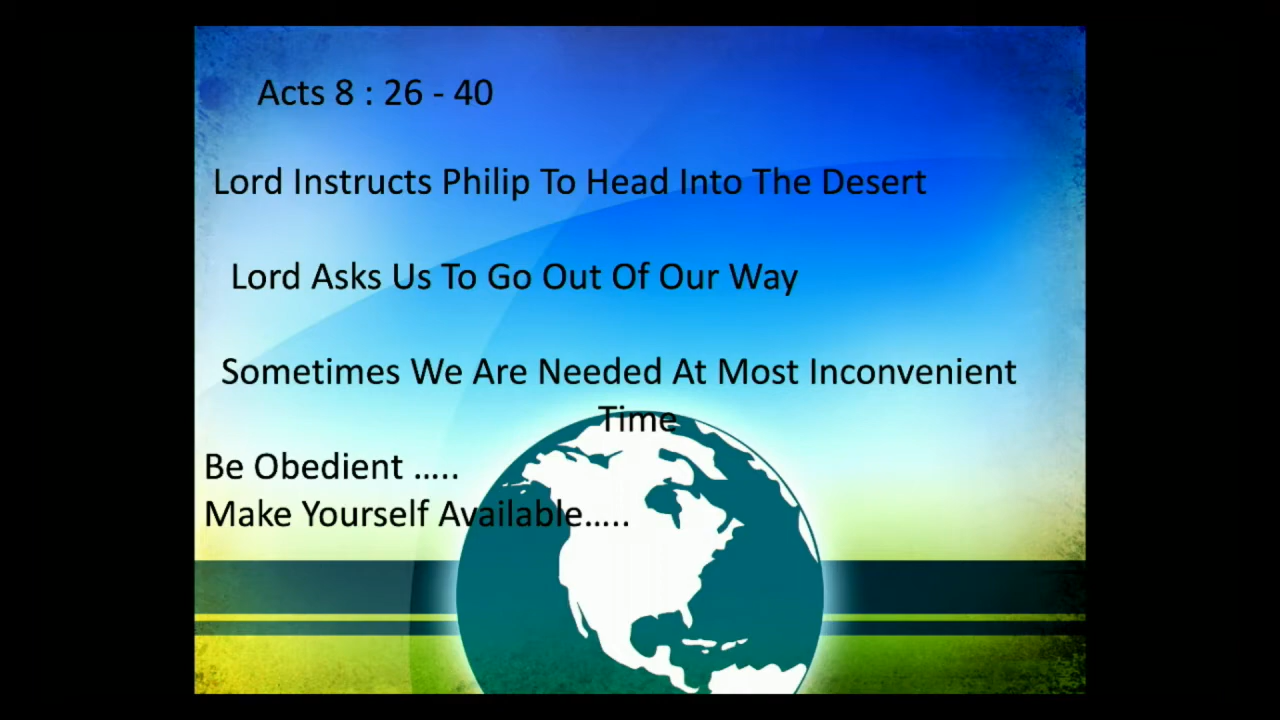 Acts 8 : 26 - 40
Lord Instructs Philip To Head Into The Desert
Lord Asks Us To Go Out Of Our Way
Sometimes We Are Needed At Most Inconvenient
Time
Be Obedient .....
Make Yourself Available.....